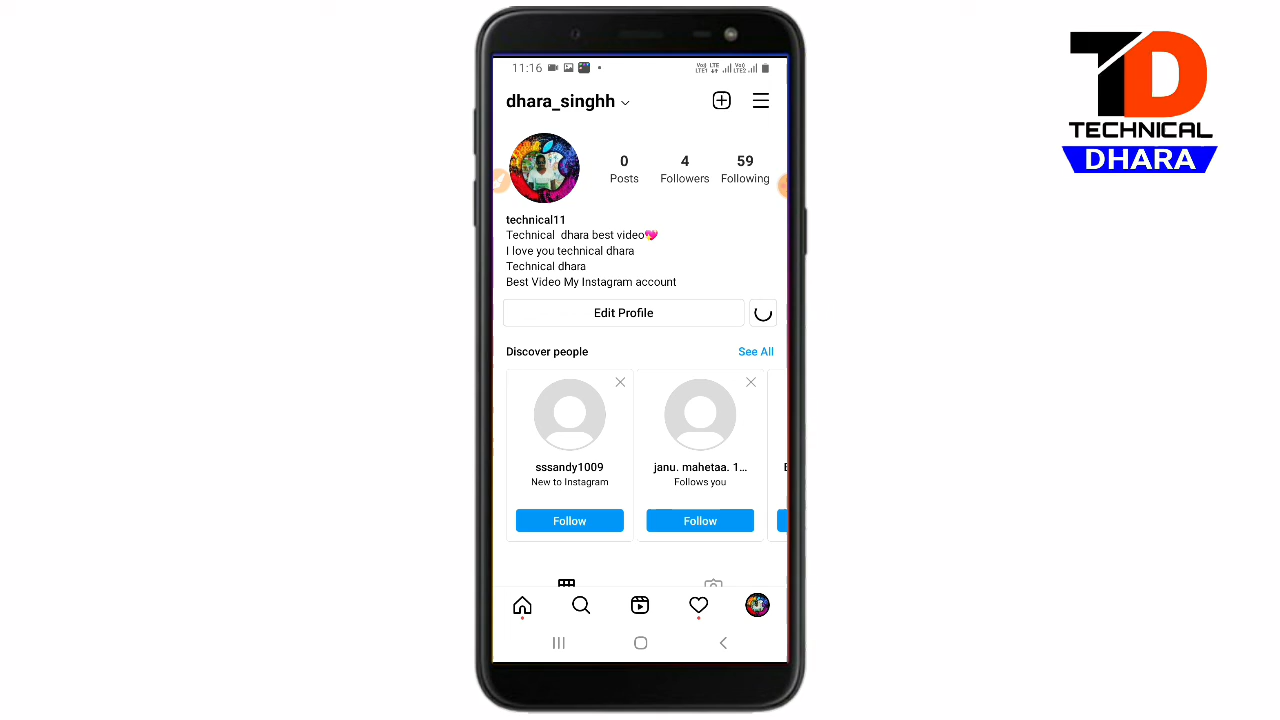 11:16
dhara_singhh
0
Posts
4
Followers
59
Following
technical11
Technical dhara best video💖
I love you technical dhara
Technical dhara
Best Video My Instagram account
Edit Profile
Discover people
See All
sssandy1009
New to Instagram
Follow
janu. mahetaa. 1...
Follows you
Follow
TD
TECHNICAL
DHARA